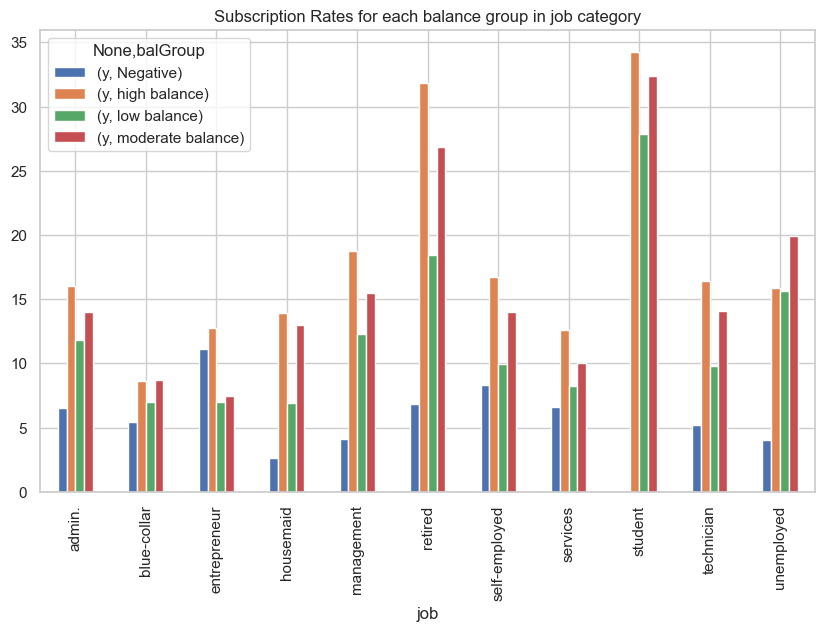 Subscription Rates for each balance group in job category
None,balGroup
(y, Negative)
(y, high balance)
(y, low balance)
(y, moderate balance)
35
30
25
20
15
10
5
0
admin.
blue-collar
entrepreneur
housemaid
management
retired
self-employed
services
student
technician
unemployed
job